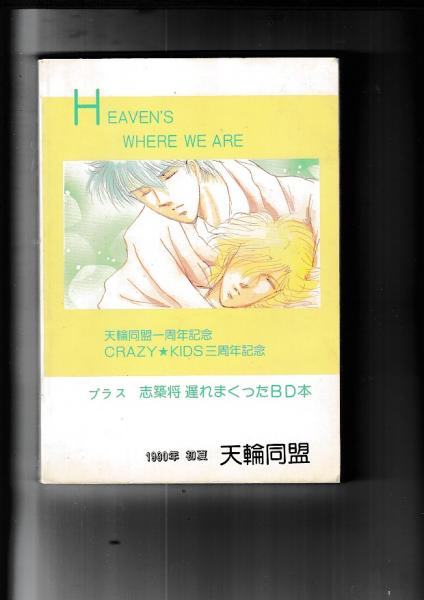 HEAVEN'S
WHERE WE ARE
天輪同盟一周年記念
CRAZY★KIDS三周年記念
プラス 志築将 遅れまくったBD本
1990年 初夏 天輪同盟